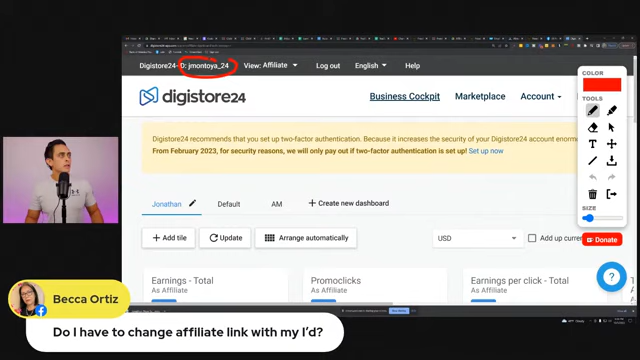 Digistore24-ID: jmontoya_24 View: Affiliate Log out English Help
digistore24 Business Cockpit Marketplace Account
Digistore24 recommends that you set up two-factor authentication. Because it increases the security of your Digistore24 account enorm
From February 2023, for security reasons, we will only pay out if two-factor authentication is set up! Set up now
Jonathan Default AM + Create new dashboard
+ Add tile Update Arrange automatically USD Add up curre
Earnings - Total Promoclicks Earnings per click - Total
As Affiliate As Affiliate As Affiliate
COLOR
TOOLS
T
SIZE
Donate
?
Becca Ortiz
Do I have to change affiliate link with my I'd?